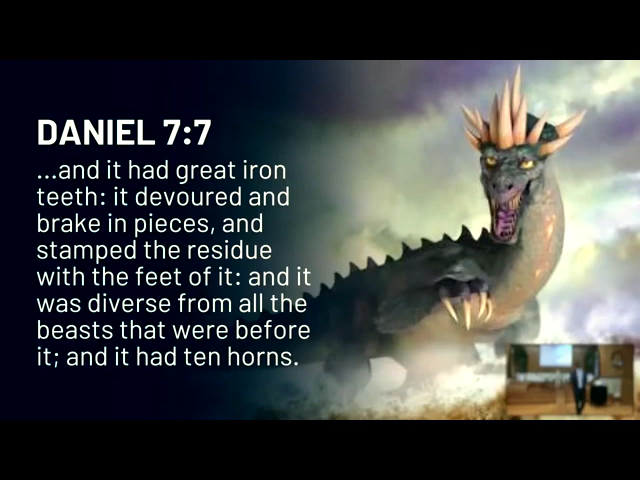 DANIEL 7:7
...and it had great iron
teeth: it devoured and
brake in pieces, and
stamped the residue
with the feet of it: and it
was diverse from all the
beasts that were before
it; and it had ten horns.